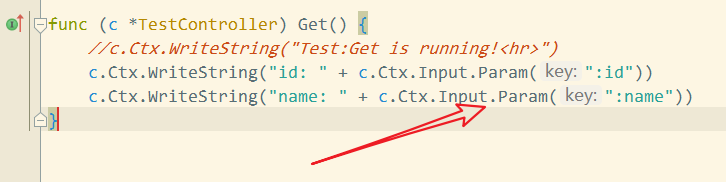 func (c *TestController) Get() {
//c.Ctx.WriteString("Test:Get is running!<hr>")
c.Ctx.WriteString("id: " + c.Ctx.Input.Param( key: ":id"))
c.Ctx.WriteString("name: " + c.Ctx.Input.Param( key: ":name"))
}